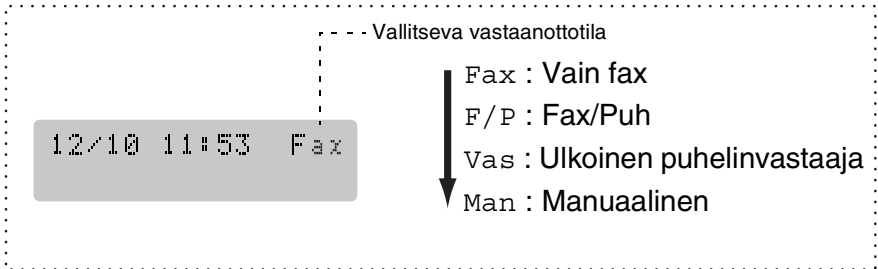 Vallitseva vastaanottotila
12/10 11:53 Fax
Fax : Vain fax
F/P : Fax/Puh
Vas : Ulkoinen puhelinvastaaja
Man : Manuaalinen